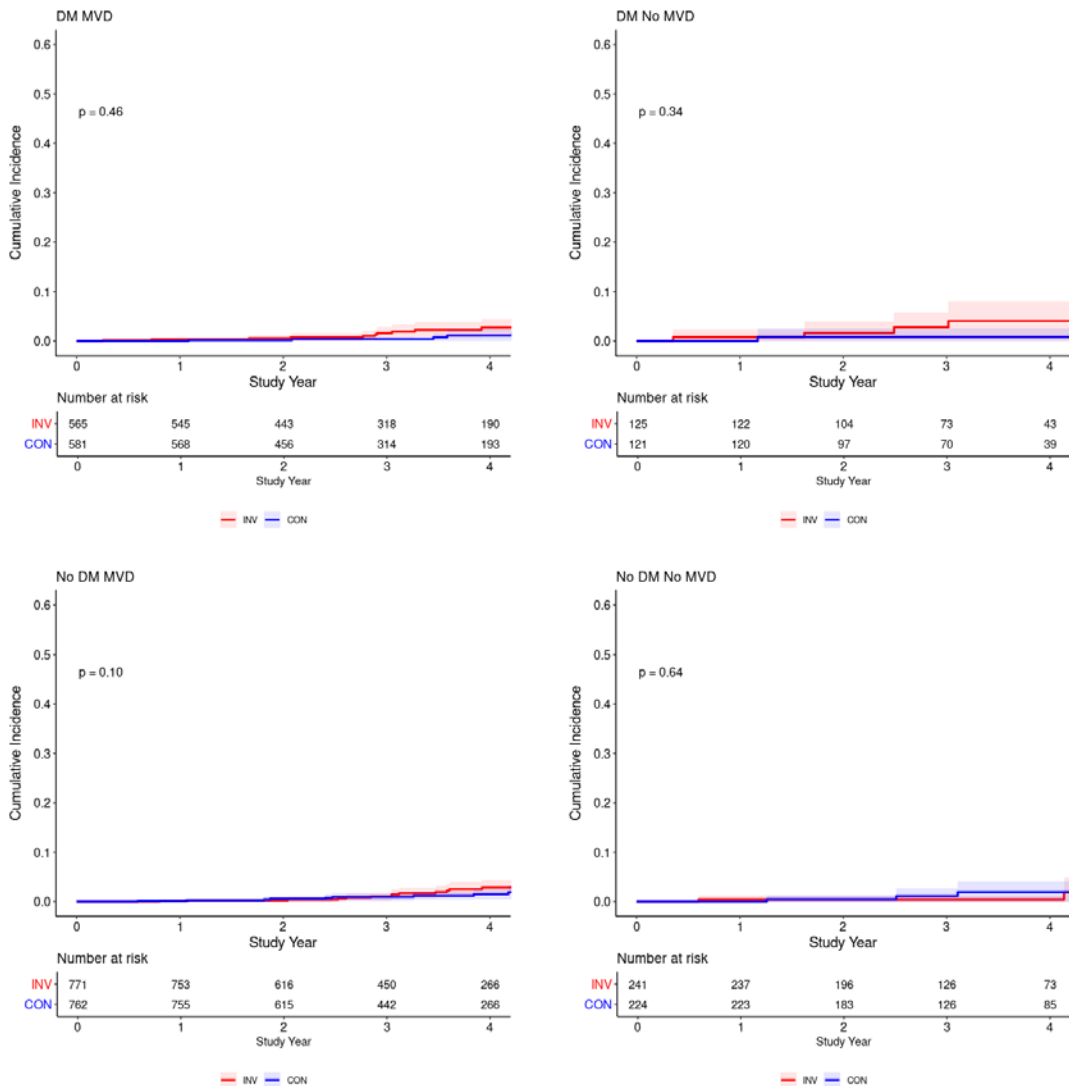 DM MVD
0.6
0.5
p = 0.46
0.4
0.3
0.2
0.1
0.0
Cumulative Incidence
0 1 2 3 4
Study Year
Number at risk
INV 565 545 443 318 190
CON 581 568 456 314 193
0 1 2 3 4
Study Year
INV CON
DM No MVD
0.6
0.5
p = 0.34
0.4
0.3
0.2
0.1
0.0
Cumulative Incidence
0 1 2 3 4
Study Year
Number at risk
INV 125 122 104 73 43
CON 121 120 97 70 39
0 1 2 3 4
Study Year
INV CON
No DM MVD
0.6
0.5
p = 0.10
0.4
0.3
0.2
0.1
0.0
Cumulative Incidence
0 1 2 3 4
Study Year
Number at risk
INV 771 753 616 450 266
CON 762 755 615 442 266
0 1 2 3 4
Study Year
INV CON
No DM No MVD
0.6
0.5
p = 0.64
0.4
0.3
0.2
0.1
0.0
Cumulative Incidence
0 1 2 3 4
Study Year
Number at risk
INV 241 237 196 126 73
CON 224 223 183 126 85
0 1 2 3 4
Study Year
INV CON